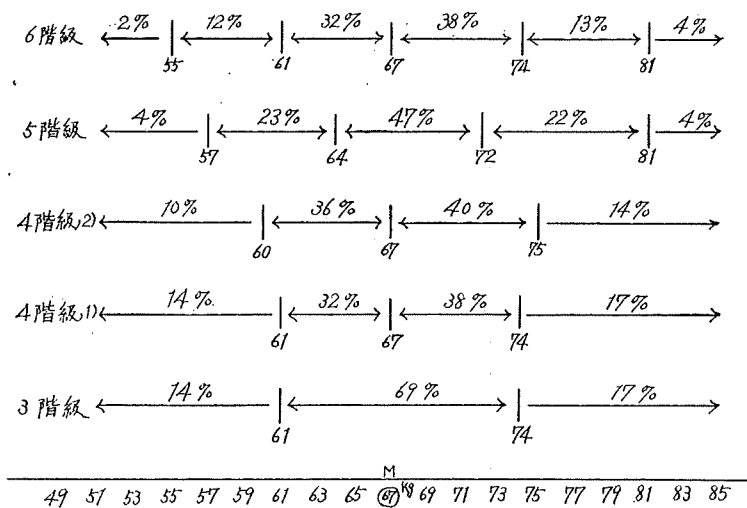 6階級 2% 12% 32% 38% 13% 4%
55 61 67 74 81
5階級 4% 23% 47% 22% 4%
57 64 72 81
4階級,2) 10% 36% 40% 14%
60 67 75
4階級,1) 14% 32% 38% 17%
61 67 74
3階級 14% 69% 17%
61 74
M
49 51 53 55 57 59 61 63 65 67 kg 69 71 73 75 77 79 81 83 85